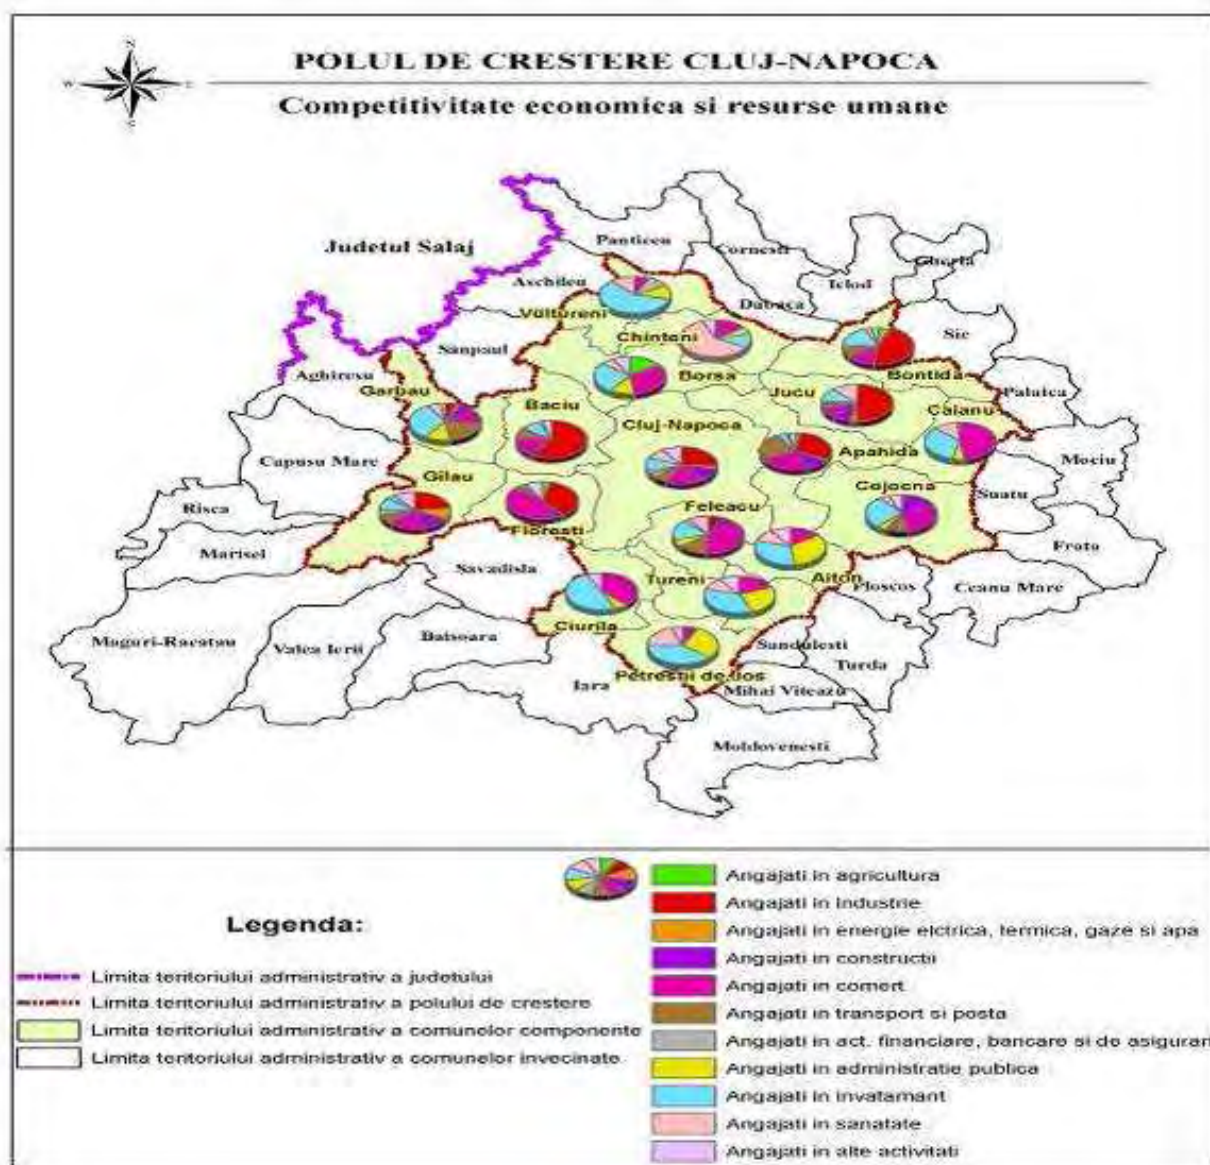 N
W
E
S
POLUL DE CRESTERE CLUJ-NAPOCA
Competitivitate economica si resurse umane
Judetul Salaj
Panticeu
Cornesti
Gherla
Iclod
Aschileu
Dabaca
Vultureni
Chinteni
Sic
Sanpaul
Aghiresu
Borsa
Bontida
Garbau
Jucu
Palatca
Baciu
Caianu
Cluj-Napoca
Capusu Mare
Apahida
Mociu
Gilau
Cojocna
Suatu
Risca
Feleacu
Floresti
Marisel
Frata
Savadisla
Tureni
Aiton
Ploscos
Ceanu Mare
Ciurila
Maguri-Racatau
Valea Ierii
Baisoara
Sandulesti
Turda
Petrestii de Jos
Iara
Mihai Viteazu
Moldovenesti
Legenda:
Limita teritoriului administrativ a judetului
Limita teritoriului administrativ a polului de crestere
Limita teritoriului administrativ a comunelor componente
Limita teritoriului administrativ a comunelor invecinate
Angajati in agricultura
Angajati in industrie
Angajati in energie elctrica, termica, gaze si apa
Angajati in constructii
Angajati in comert
Angajati in transport si posta
Angajati in act. financiare, bancare si de asigurari
Angajati in administratie publica
Angajati in invatamant
Angajati in sanatate
Angajati in alte activitati